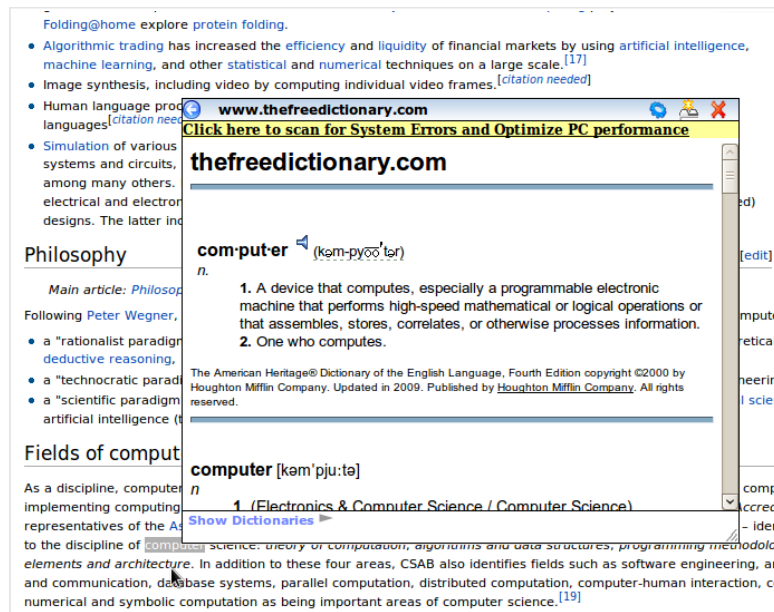 Folding@home explore protein folding.
Algorithmic trading has increased the efficiency and liquidity of financial markets by using artificial intelligence,
machine learning, and other statistical and numerical techniques on a large scale.[17]
Image synthesis, including video by computing individual video frames.[citation needed]
Human language
languages[citation
Simulation of various
systems and circuits,
among many others.
electrical and
designs. The latter
Philosophy
[edit]
Main article:
Following Peter Wegner,
a "rationalist
deductive reasoning,
a "technocratic
a "scientific paradigm
artificial intelligence
Fields of
As a discipline, computer
implementing computing
representatives of the
to the discipline of computer science: theory of computation, algorithms and data structures, programming
elements and architecture. In addition to these four areas, CSAB also identifies fields such as software engineering,
and communication, database systems, parallel computation, distributed computation, computer-human interaction,
numerical and symbolic computation as being important areas of computer science.[19]
www.thefreedictionary.com
Click here to scan for System Errors and Optimize PC performance
thefreedictionary.com
com·put·er (kəm-pyo͞o′tər)
n.
1. A device that computes, especially a programmable electronic
machine that performs high-speed mathematical or logical operations or
that assembles, stores, correlates, or otherwise processes information.
2. One who computes.
The American Heritage® Dictionary of the English Language, Fourth Edition copyright ©2000 by
Houghton Mifflin Company. Updated in 2009. Published by Houghton Mifflin Company. All rights
reserved.
computer [kəmˈpjuːtə]
n
1. (Electronics & Computer Science / Computer Science)
Show Dictionaries